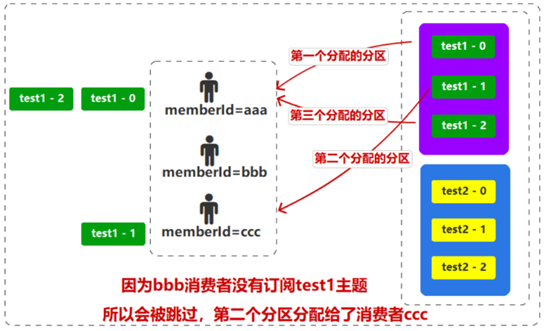 第一个分配的分区
test1 - 0
test1 - 2
test1 - 0
memberId=aaa
test1 - 1
第三个分配的分区
test1 - 2
第二个分配的分区
memberId=bbb
test2 - 0
test1 - 1
memberId=ccc
test2 - 1
test2 - 2
因为bbb消费者没有订阅test1主题
所以会被跳过，第二个分区分配给了消费者ccc